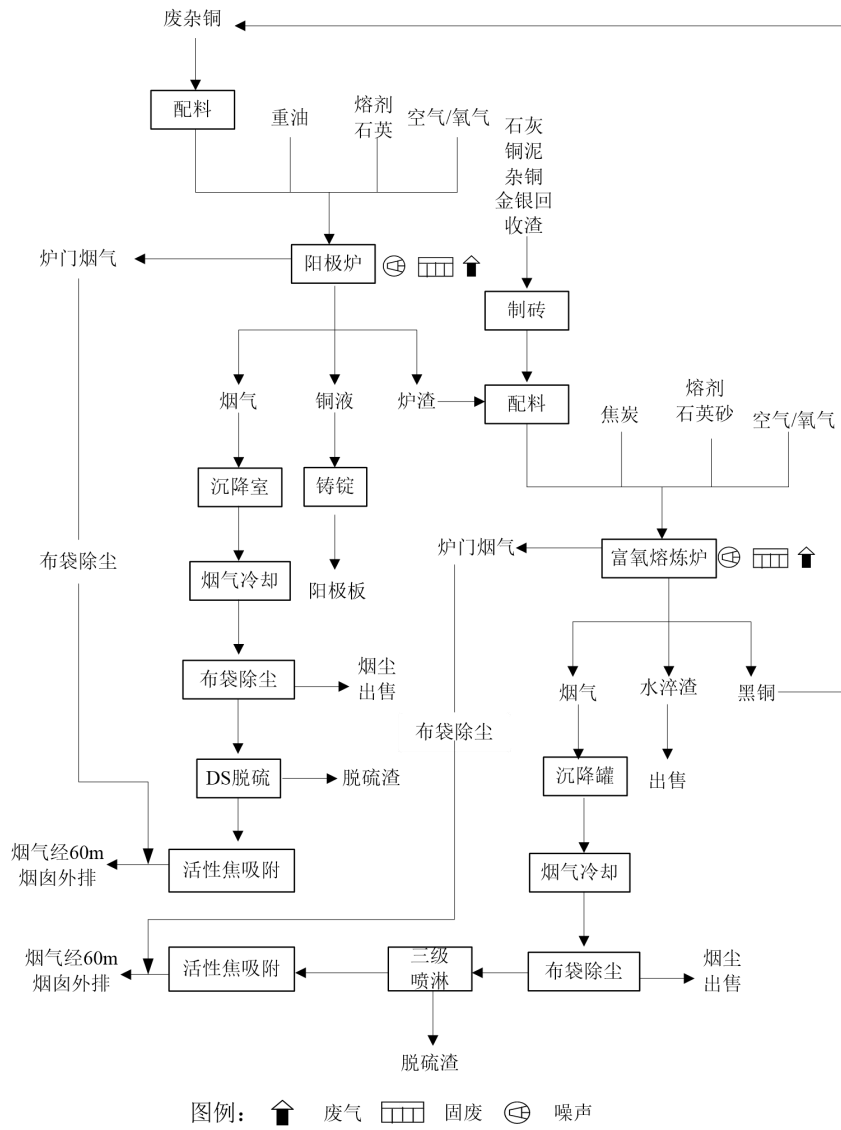 废杂铜
配料
重油
熔剂
石英
空气/氧气
石灰
铜泥
杂铜
金银回
收渣
炉门烟气
阳极炉
制砖
烟气
铜液
炉渣
配料
熔剂
石英砂
焦炭
空气/氧气
沉降室
铸锭
布袋除尘
炉门烟气
富氧熔炼炉
烟气冷却
阳极板
布袋除尘
烟尘
出售
烟气
水淬渣
黑铜
布袋除尘
DS脱硫
脱硫渣
沉降罐
出售
烟气经60m
烟囱外排
活性焦吸附
烟气冷却
烟气经60m
烟囱外排
活性焦吸附
三级
喷淋
布袋除尘
烟尘
出售
脱硫渣
图例:
废气
固废
噪声